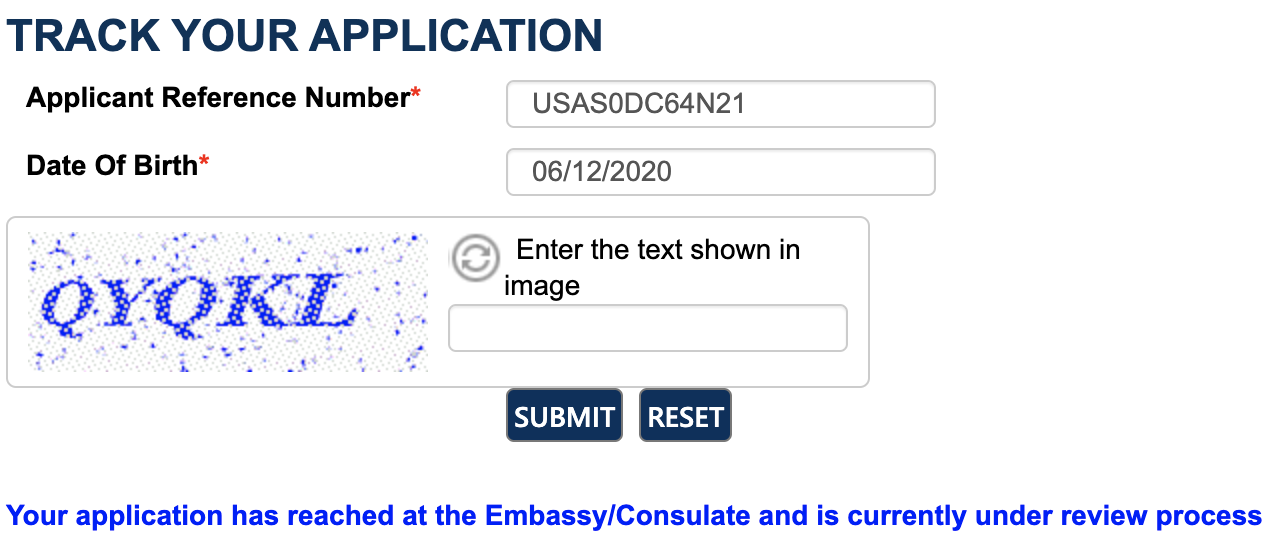 TRACK YOUR APPLICATION
Applicant Reference Number*
USAS0DC64N21
Date Of Birth*
06/12/2020
QYQKL
Enter the text shown in
image
SUBMIT RESET
Your application has reached at the Embassy/Consulate and is currently under review process